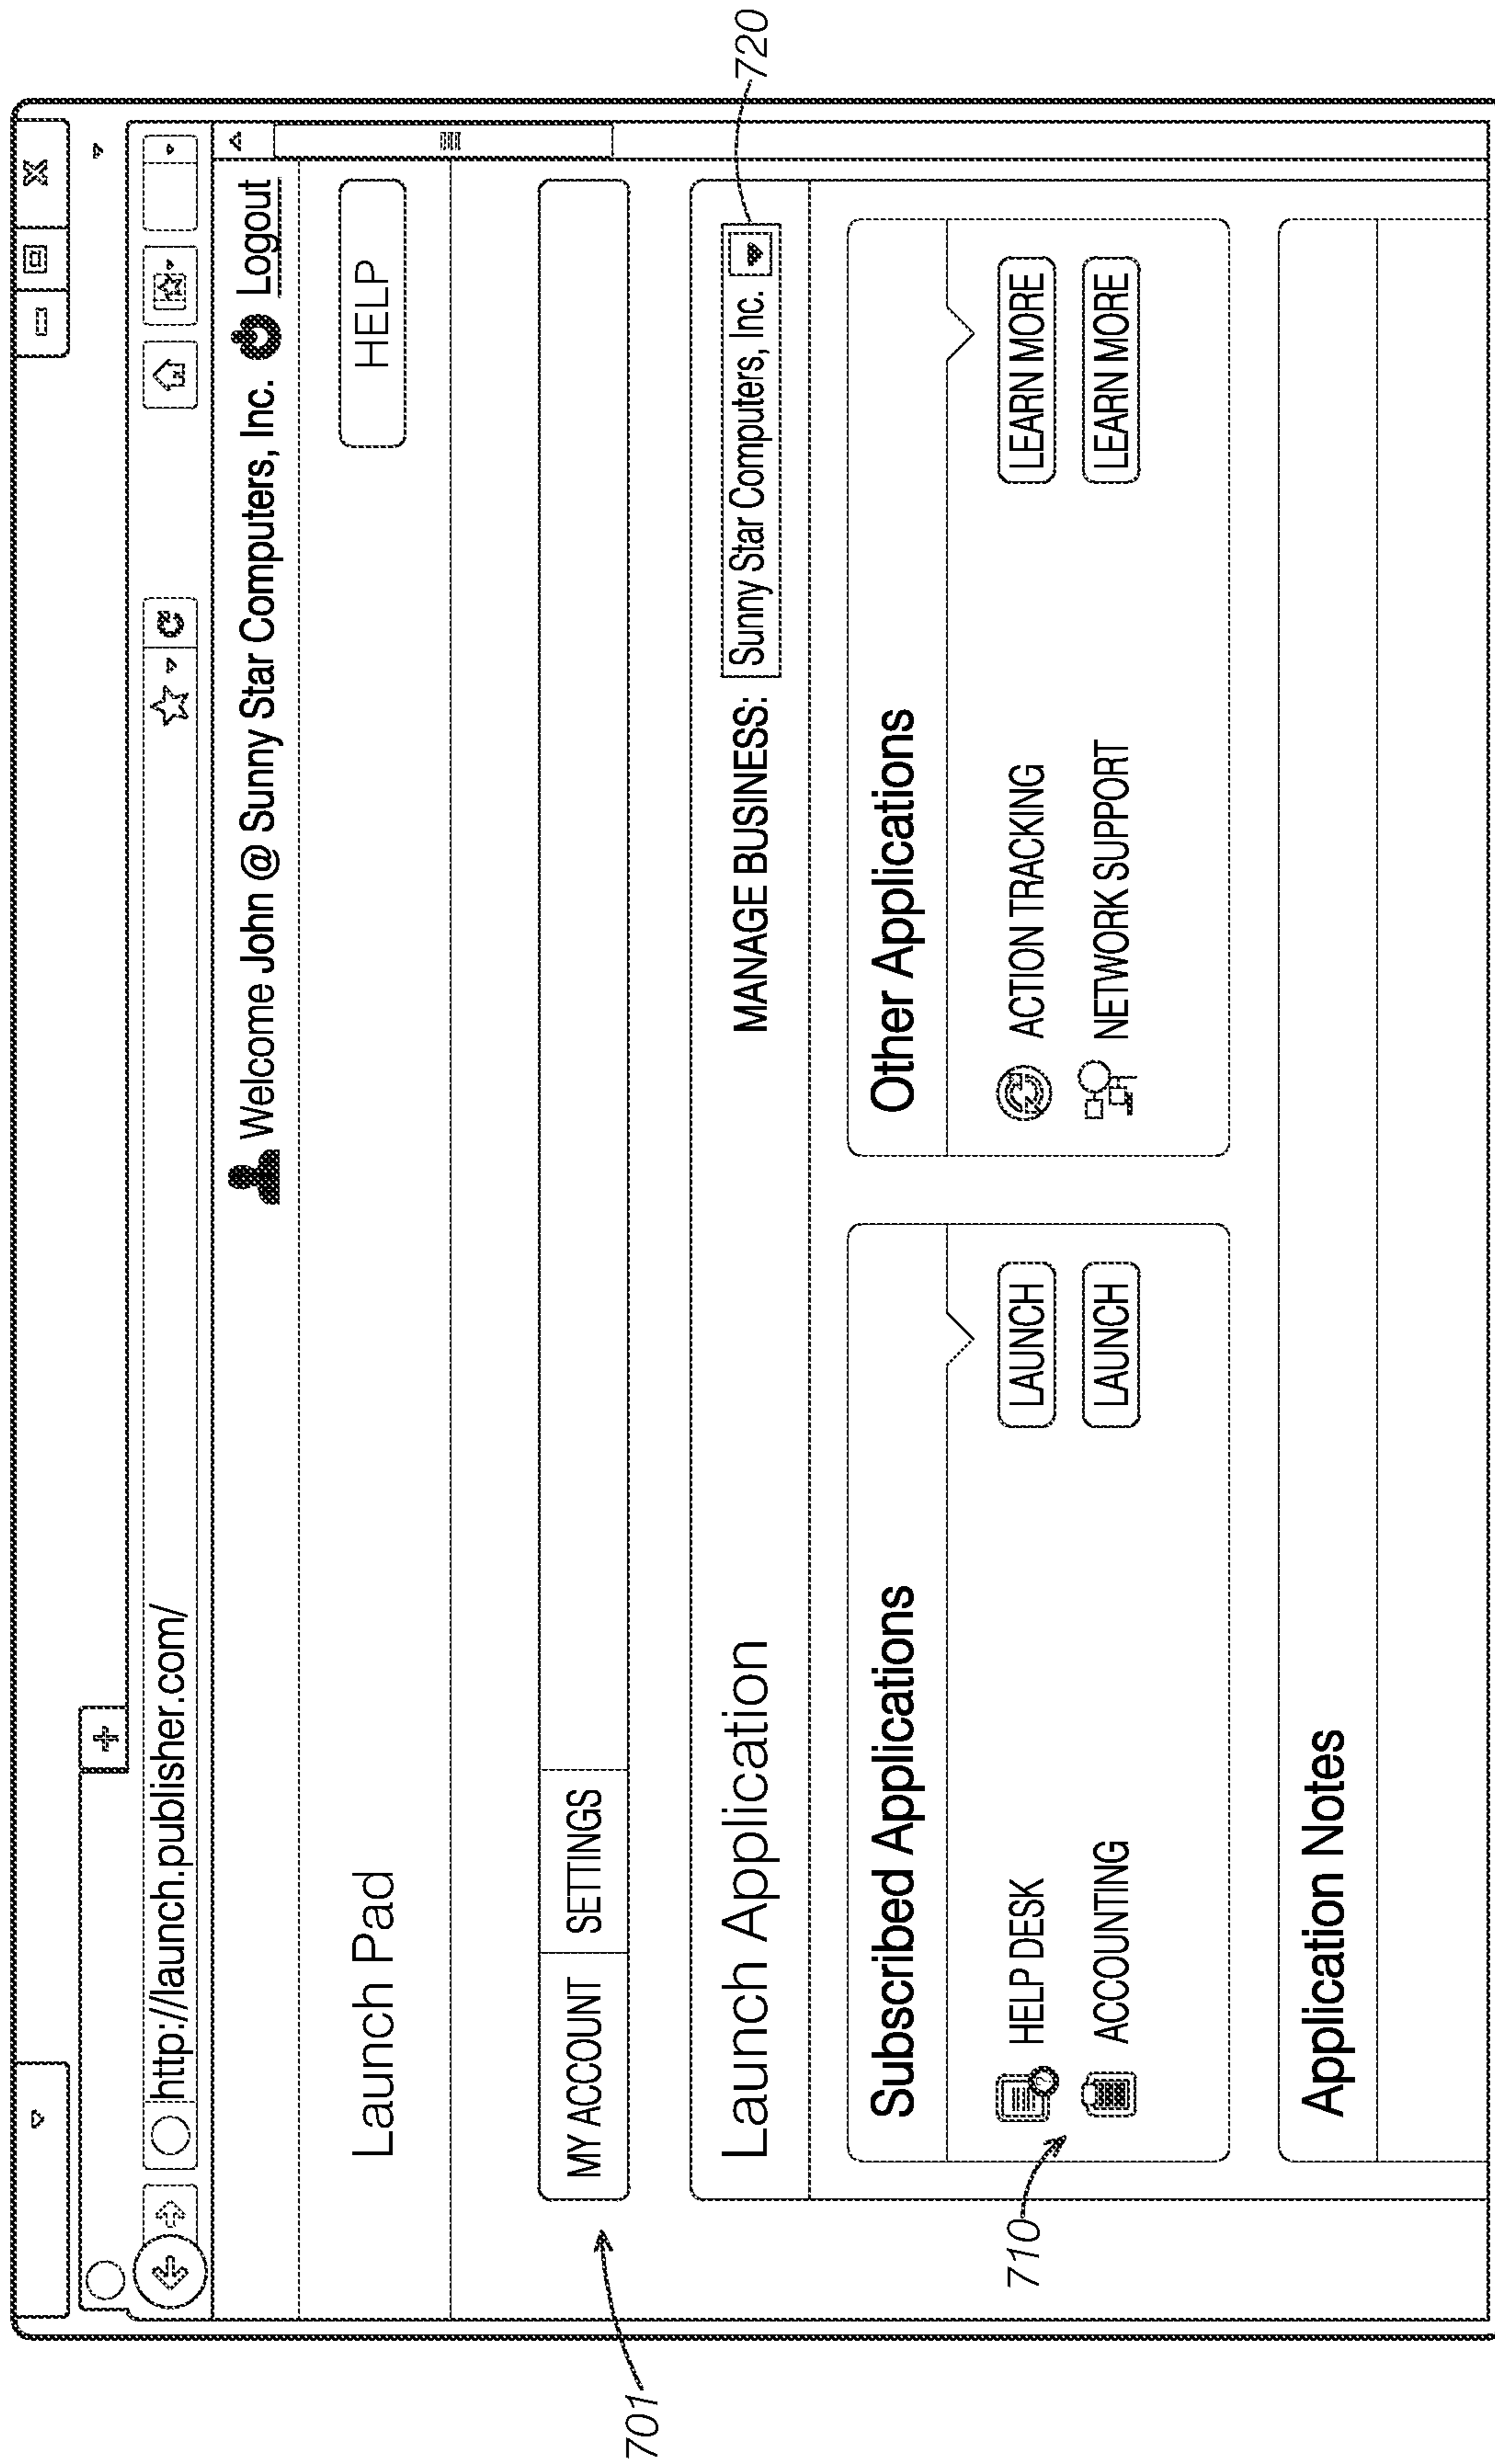 http://launch.publisher.com/
Welcome John @ Sunny Star Computers, Inc. Logout
Launch Pad HELP
MY ACCOUNT SETTINGS
701
Launch Application MANAGE BUSINESS: Sunny Star Computers, Inc.
720
Subscribed Applications
HELP DESK LAUNCH
ACCOUNTING LAUNCH
710
Other Applications
ACTION TRACKING LEARN MORE
NETWORK SUPPORT LEARN MORE
Application Notes